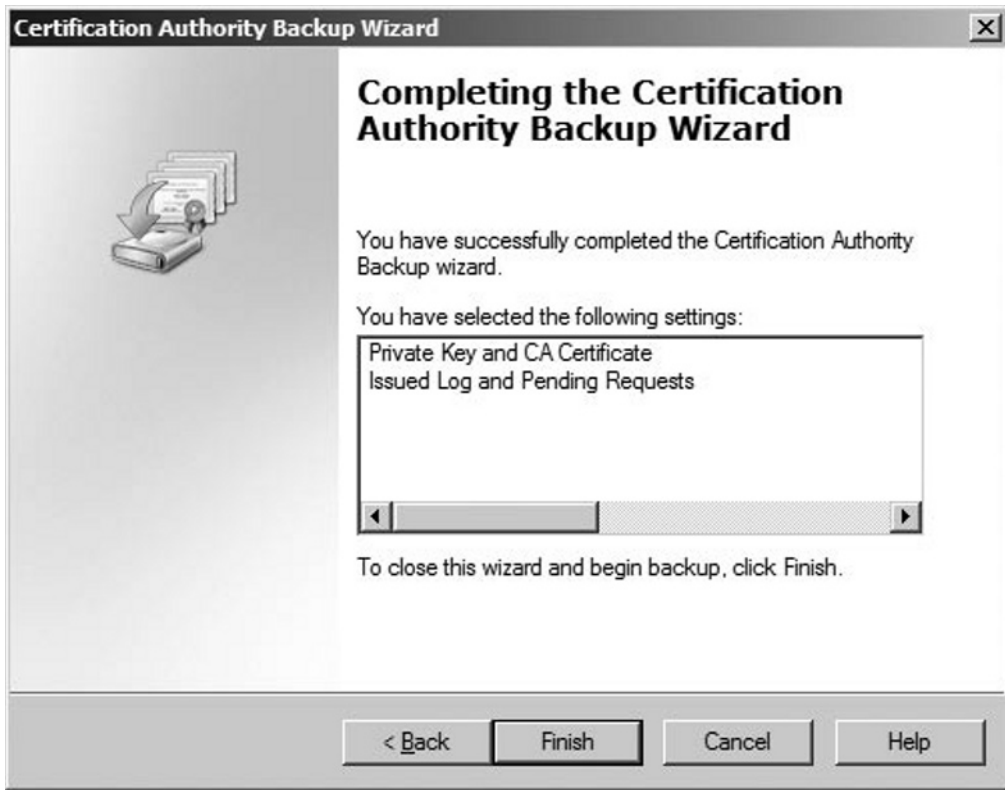 Certification Authority Backup Wizard
Completing the Certification
Authority Backup Wizard
You have successfully completed the Certification Authority
Backup wizard.
You have selected the following settings:
Private Key and CA Certificate
Issued Log and Pending Requests
To close this wizard and begin backup, click Finish.
< Back
Finish
Cancel
Help